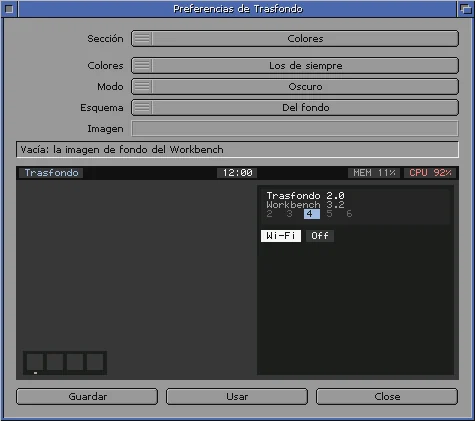 Preferencias de Trasfondo
Sección Colores
Colores Los de siempre
Modo Oscuro
Esquema Del fondo
Imagen
Vacía: la imagen de fondo del Workbench
Trasfondo 12:00 MEM 11% CPU 92%
Trasfondo 2.0
Workbench 3.2
2 3 4 5 6
Wi-Fi Off
Guardar Usar Close